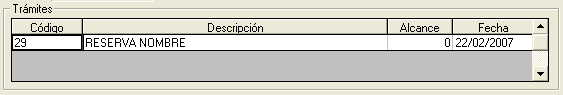 Trámites
Código Descripción Alcance Fecha
29 RESERVA NOMBRE 0 22/02/2007